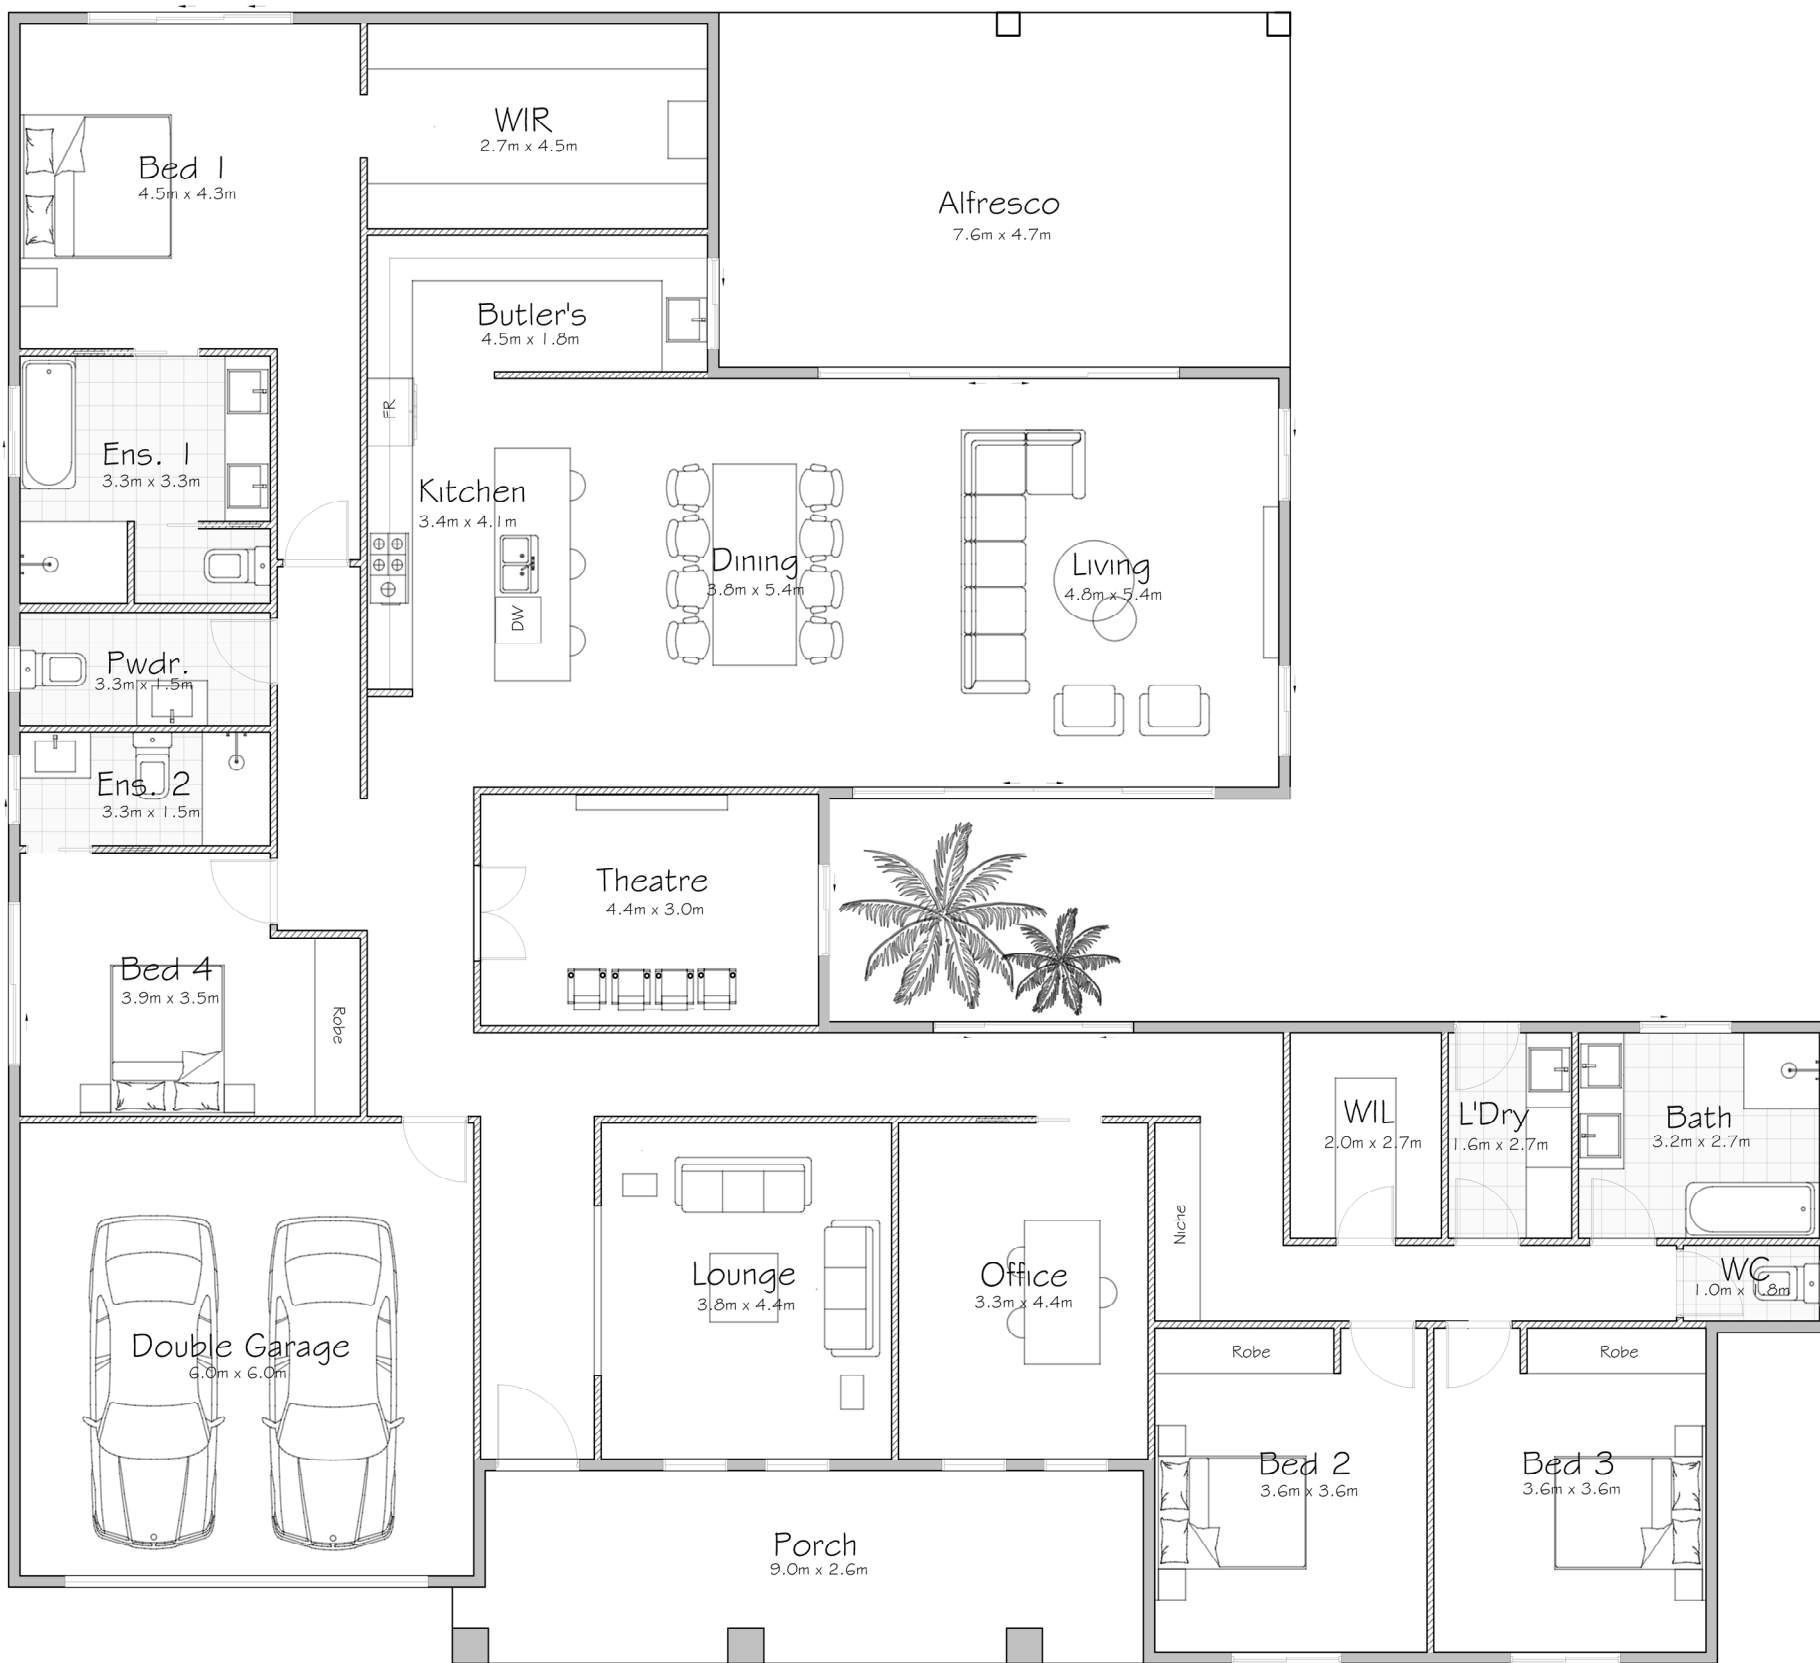 Bed 1
4.5m x 4.3m
WIR
2.7m x 4.5m
Alfresco
7.6m x 4.7m
Butler's
4.5m x 1.8m
FR
Ens. 1
3.3m x 3.3m
Kitchen
3.4m x 4.1m
DW
Dining
3.8m x 5.4m
Living
4.8m x 5.4m
Pwdr.
3.3m x 1.5m
Ens. 2
3.3m x 1.5m
Theatre
4.4m x 3.0m
Bed 4
3.9m x 3.5m
Robe
WIL
2.0m x 2.7m
L'Dry
1.6m x 2.7m
Bath
3.2m x 2.7m
Niche
Lounge
3.8m x 4.4m
Office
3.3m x 4.4m
WC
1.0m x 1.8m
Double Garage
6.0m x 6.0m
Robe
Robe
Bed 2
3.6m x 3.6m
Bed 3
3.6m x 3.6m
Porch
9.0m x 2.6m